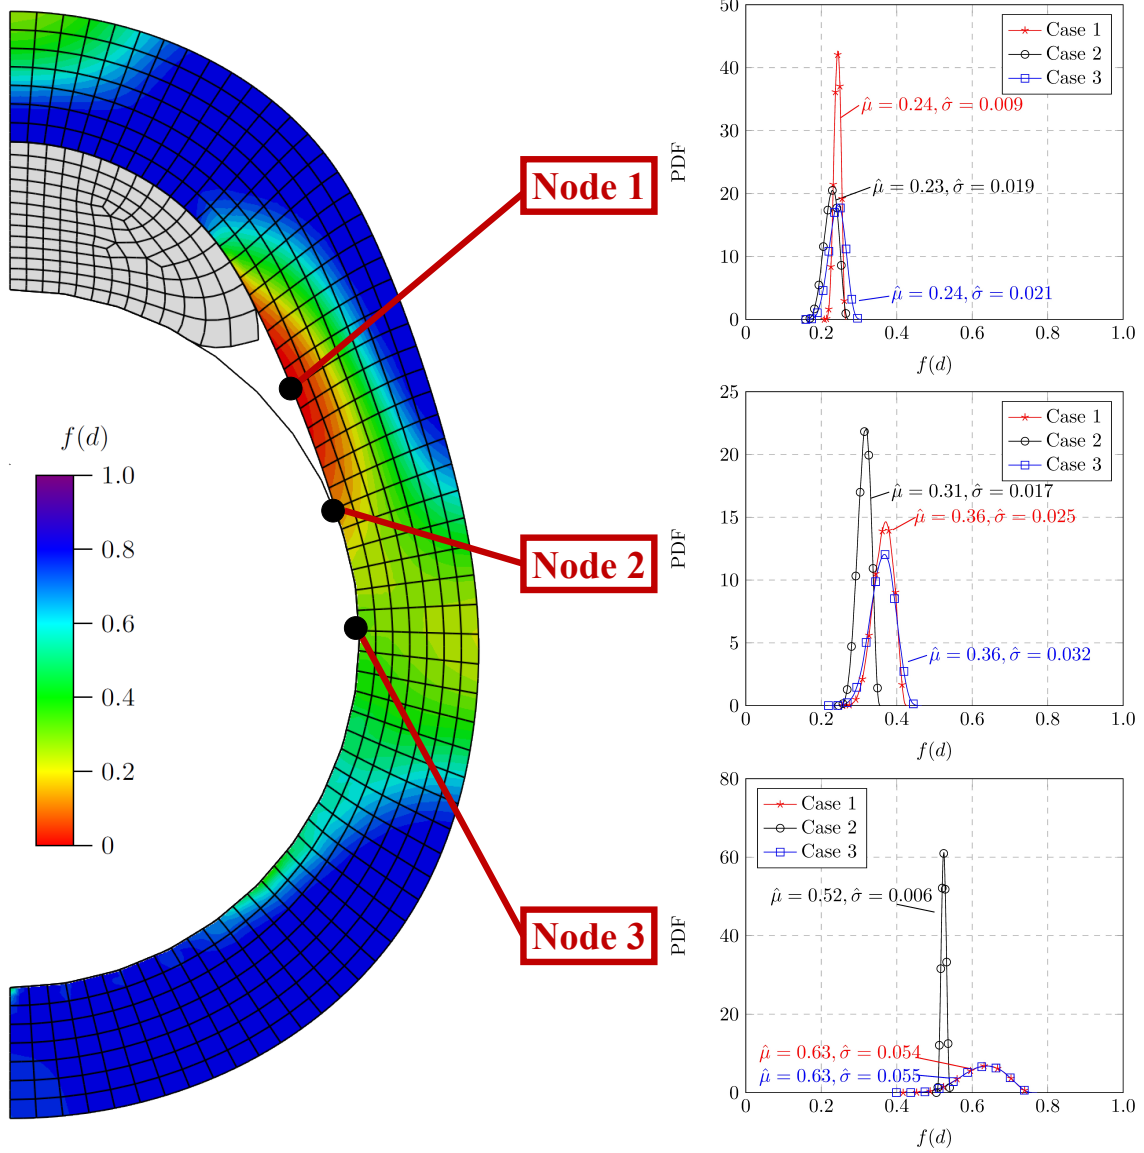 Node 1
Node 2
Node 3
f(d)
1.0
0.8
0.6
0.4
0.2
0
50
40
30
20
10
0
PDF
Case 1
Case 2
Case 3
μ̂ = 0.24, σ̂ = 0.009
μ̂ = 0.23, σ̂ = 0.019
μ̂ = 0.24, σ̂ = 0.021
0 0.2 0.4 0.6 0.8 1.0
f(d)
25
20
15
10
5
0
PDF
Case 1
Case 2
Case 3
μ̂ = 0.31, σ̂ = 0.017
μ̂ = 0.36, σ̂ = 0.025
μ̂ = 0.36, σ̂ = 0.032
0 0.2 0.4 0.6 0.8 1.0
f(d)
80
60
40
20
0
PDF
Case 1
Case 2
Case 3
μ̂ = 0.52, σ̂ = 0.006
μ̂ = 0.63, σ̂ = 0.054
μ̂ = 0.63, σ̂ = 0.055
0 0.2 0.4 0.6 0.8 1.0
f(d)